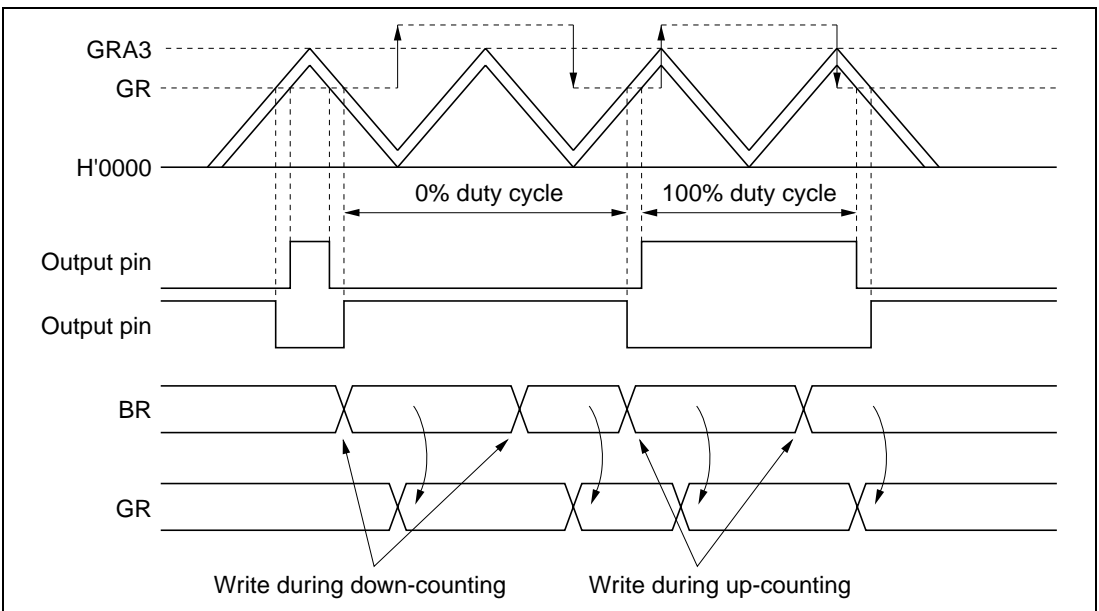 GRA3
GR
H'0000
0% duty cycle
100% duty cycle
Output pin
Output pin
BR
GR
Write during down-counting
Write during up-counting